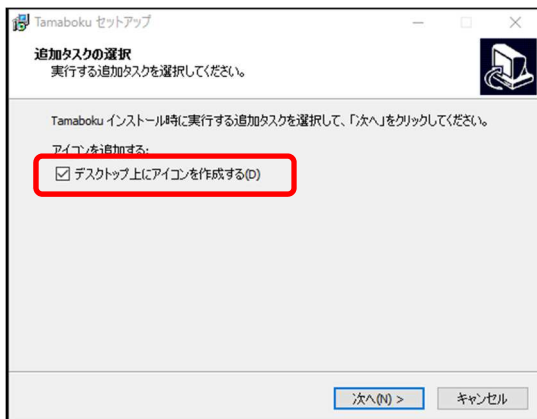 Tamaboku セットアップ
追加タスクの選択
実行する追加タスクを選択してください。
Tamaboku インストール時に実行する追加タスクを選択して、「次へ」をクリックしてください。
アイコンを追加する:
デスクトップ上にアイコンを作成する(D)
次へ(N) >
キャンセル